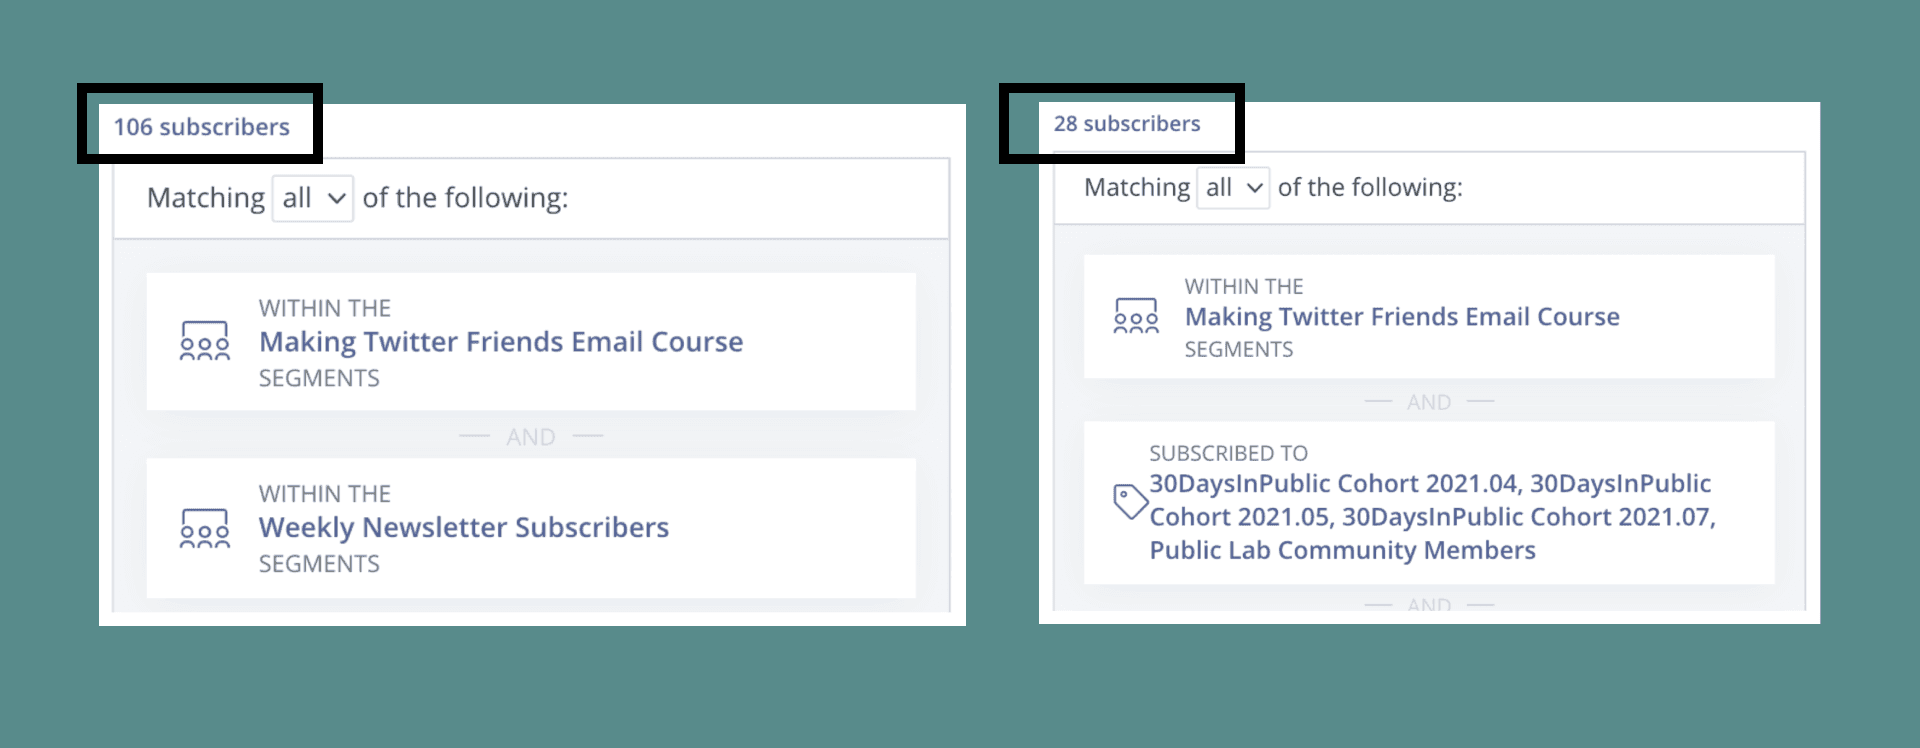 106 subscribers
Matching all of the following:
WITHIN THE
Making Twitter Friends Email Course
SEGMENTS
AND
WITHIN THE
Weekly Newsletter Subscribers
SEGMENTS
28 subscribers
Matching all of the following:
WITHIN THE
Making Twitter Friends Email Course
SEGMENTS
AND
SUBSCRIBED TO
30DaysInPublic Cohort 2021.04, 30DaysInPublic
Cohort 2021.05, 30DaysInPublic Cohort 2021.07,
Public Lab Community Members
AND